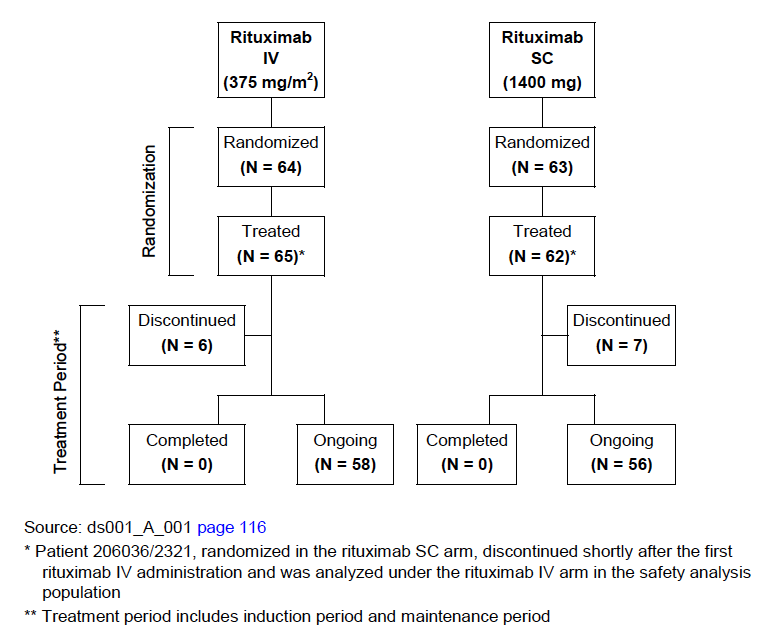 Rituximab
IV
(375 mg/m²)
Rituximab
SC
(1400 mg)
Randomization
Randomized
(N = 64)
Randomized
(N = 63)
Treated
(N = 65)*
Treated
(N = 62)*
Treatment Period**
Discontinued
(N = 6)
Discontinued
(N = 7)
Completed
(N = 0)
Ongoing
(N = 58)
Completed
(N = 0)
Ongoing
(N = 56)
Source: ds001_A_001 page 116
* Patient 206036/2321, randomized in the rituximab SC arm, discontinued shortly after the first
rituximab IV administration and was analyzed under the rituximab IV arm in the safety analysis
population
** Treatment period includes induction period and maintenance period